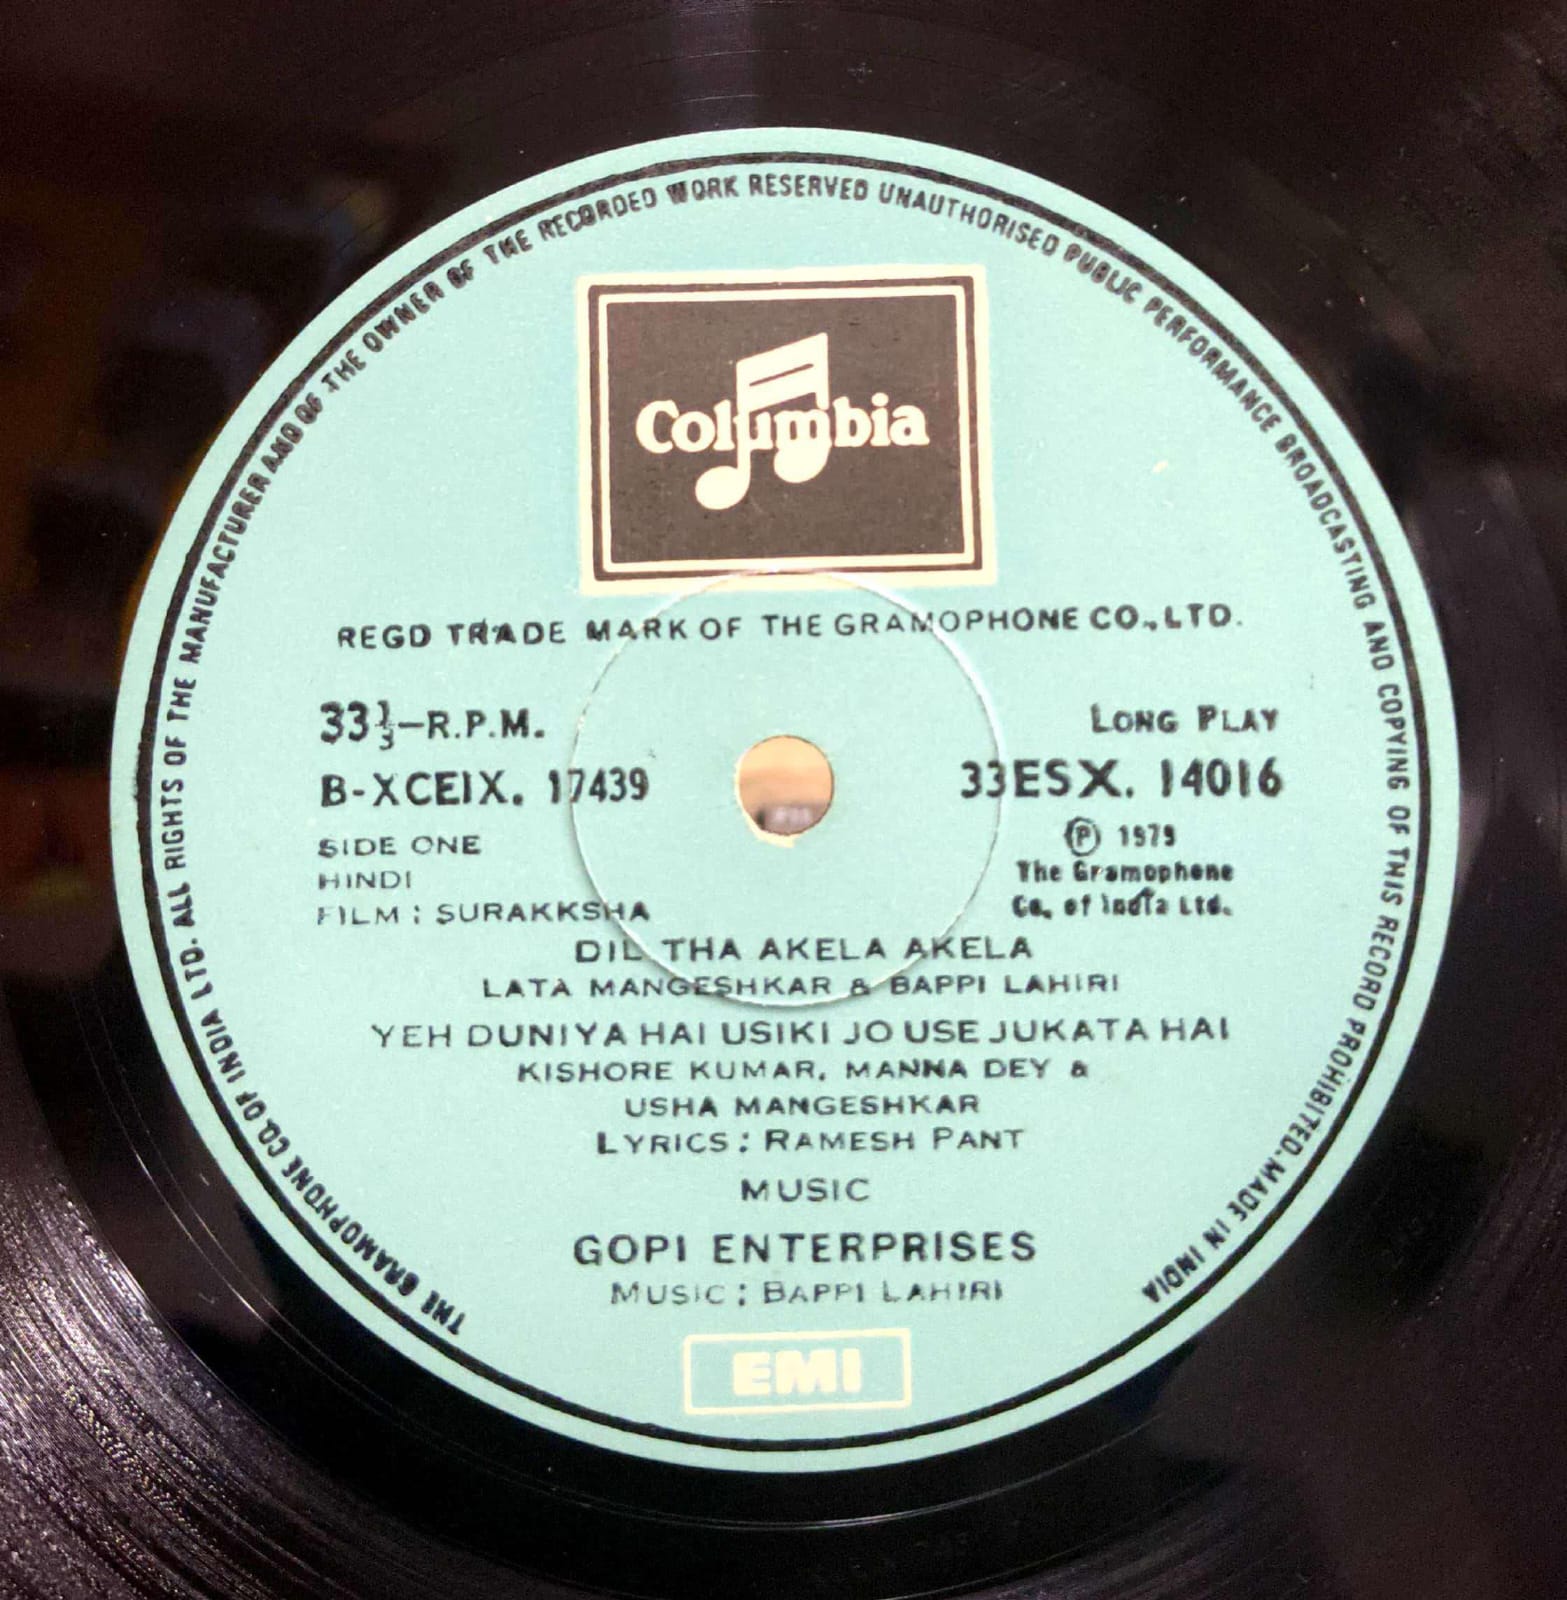 THE GRAMOPHONE CO. OF INDIA LTD. ALL RIGHTS OF THE MANUFACTURER AND OF THE OWNER OF THE RECORDED WORK RESERVED UNAUTHORISED PUBLIC PERFORMANCE BROADCASTING AND COPYING OF THIS RECORD PROHIBITED. MADE IN INDIA
Columbia
REGD TRADE MARK OF THE GRAMOPHONE CO., LTD.
33⅓-R.P.M.
LONG PLAY
B-XCEIX. 17439
33ESX. 14016
SIDE ONE
HINDI
FILM : SURAKKSHA
Ⓟ 1979
The Gramophone
Co. of India Ltd.
DIL THA AKELA AKELA
LATA MANGESHKAR & BAPPI LAHIRI
YEH DUNIYA HAI USIKI JO USE JUKATA HAI
KISHORE KUMAR, MANNA DEY &
USHA MANGESHKAR
LYRICS : RAMESH PANT
MUSIC
GOPI ENTERPRISES
MUSIC : BAPPI LAHIRI
EMI